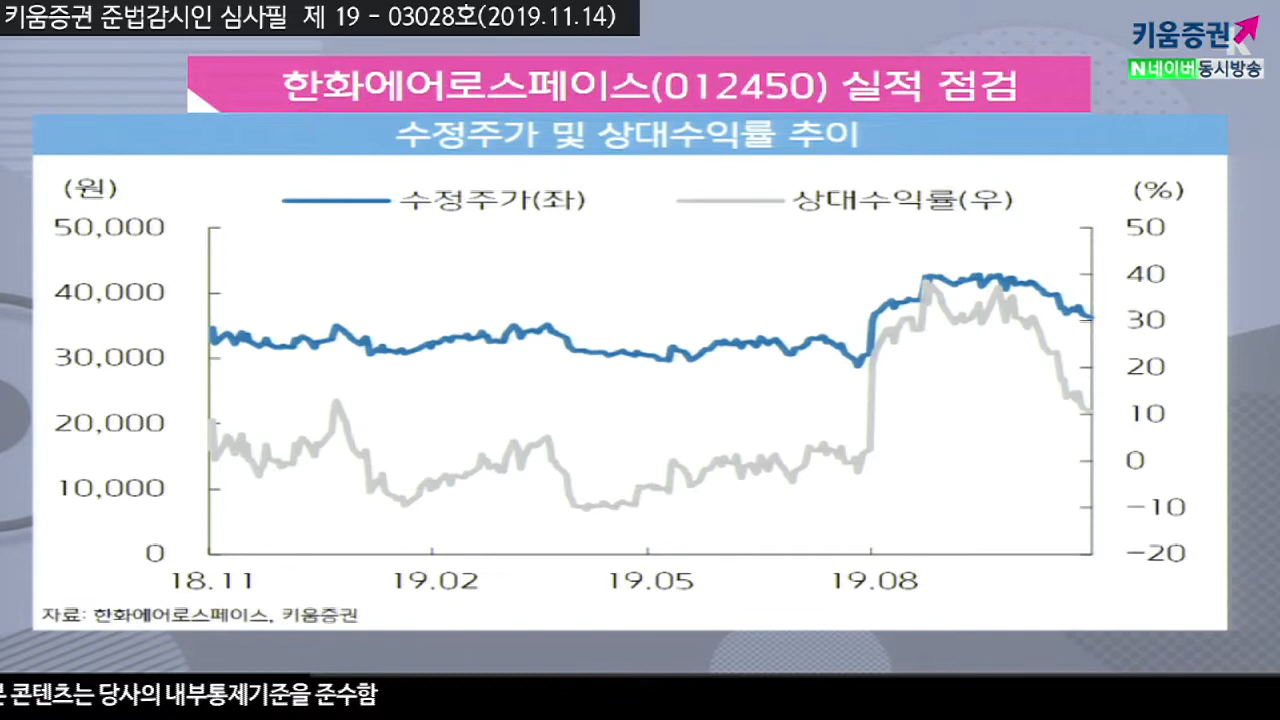 키움증권 준법감시인 심사필 제 19 - 03028호(2019.11.14)
키움증권
N 네이버 동시방송
한화에어로스페이스(012450) 실적 점검
수정주가 및 상대수익률 추이
(원)
수정주가(좌)
상대수익률(우)
(%)
50,000
40,000
30,000
20,000
10,000
0
50
40
30
20
10
0
-10
-20
18.11
19.02
19.05
19.08
자료: 한화에어로스페이스, 키움증권
콘텐츠는 당사의 내부통제기준을 준수함